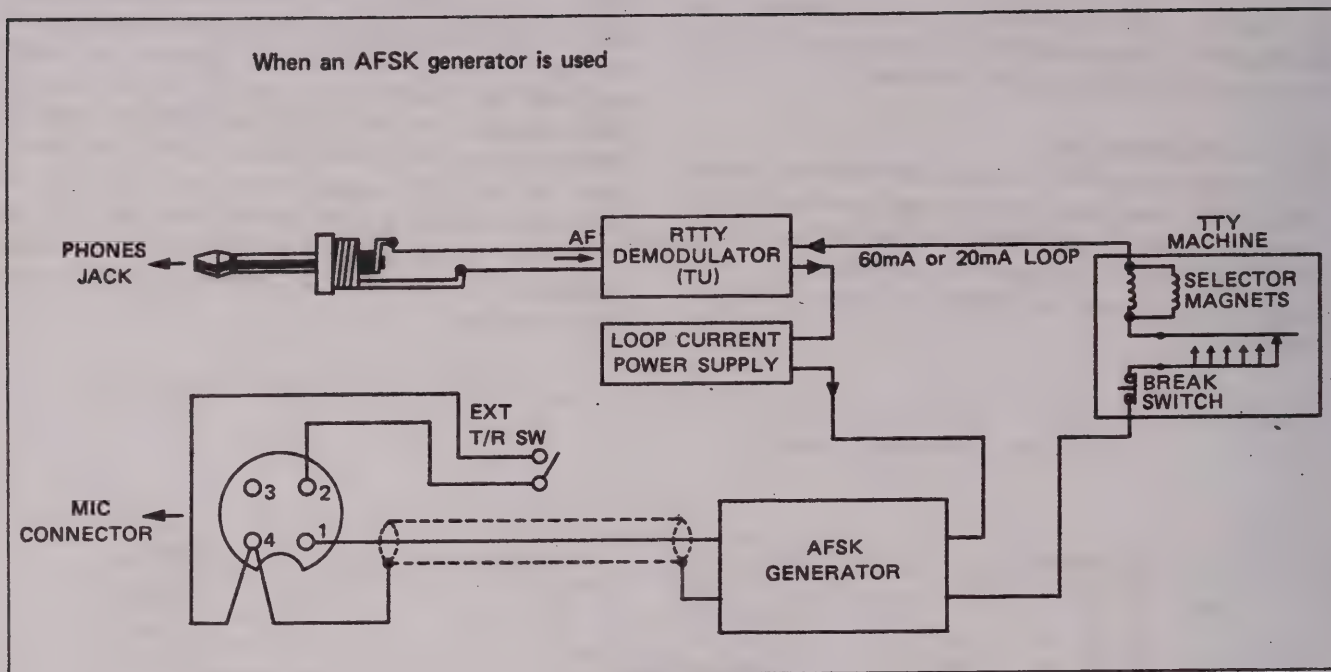 When an AFSK generator is used
PHONES
JACK
AF
RTTY
DEMODULATOR
(TU)
60mA or 20mA LOOP
TTY
MACHINE
SELECTOR
MAGNETS
LOOP CURRENT
POWER SUPPLY
BREAK
SWITCH
EXT
T/R SW
MIC
CONNECTOR
3
2
4
1
AFSK
GENERATOR